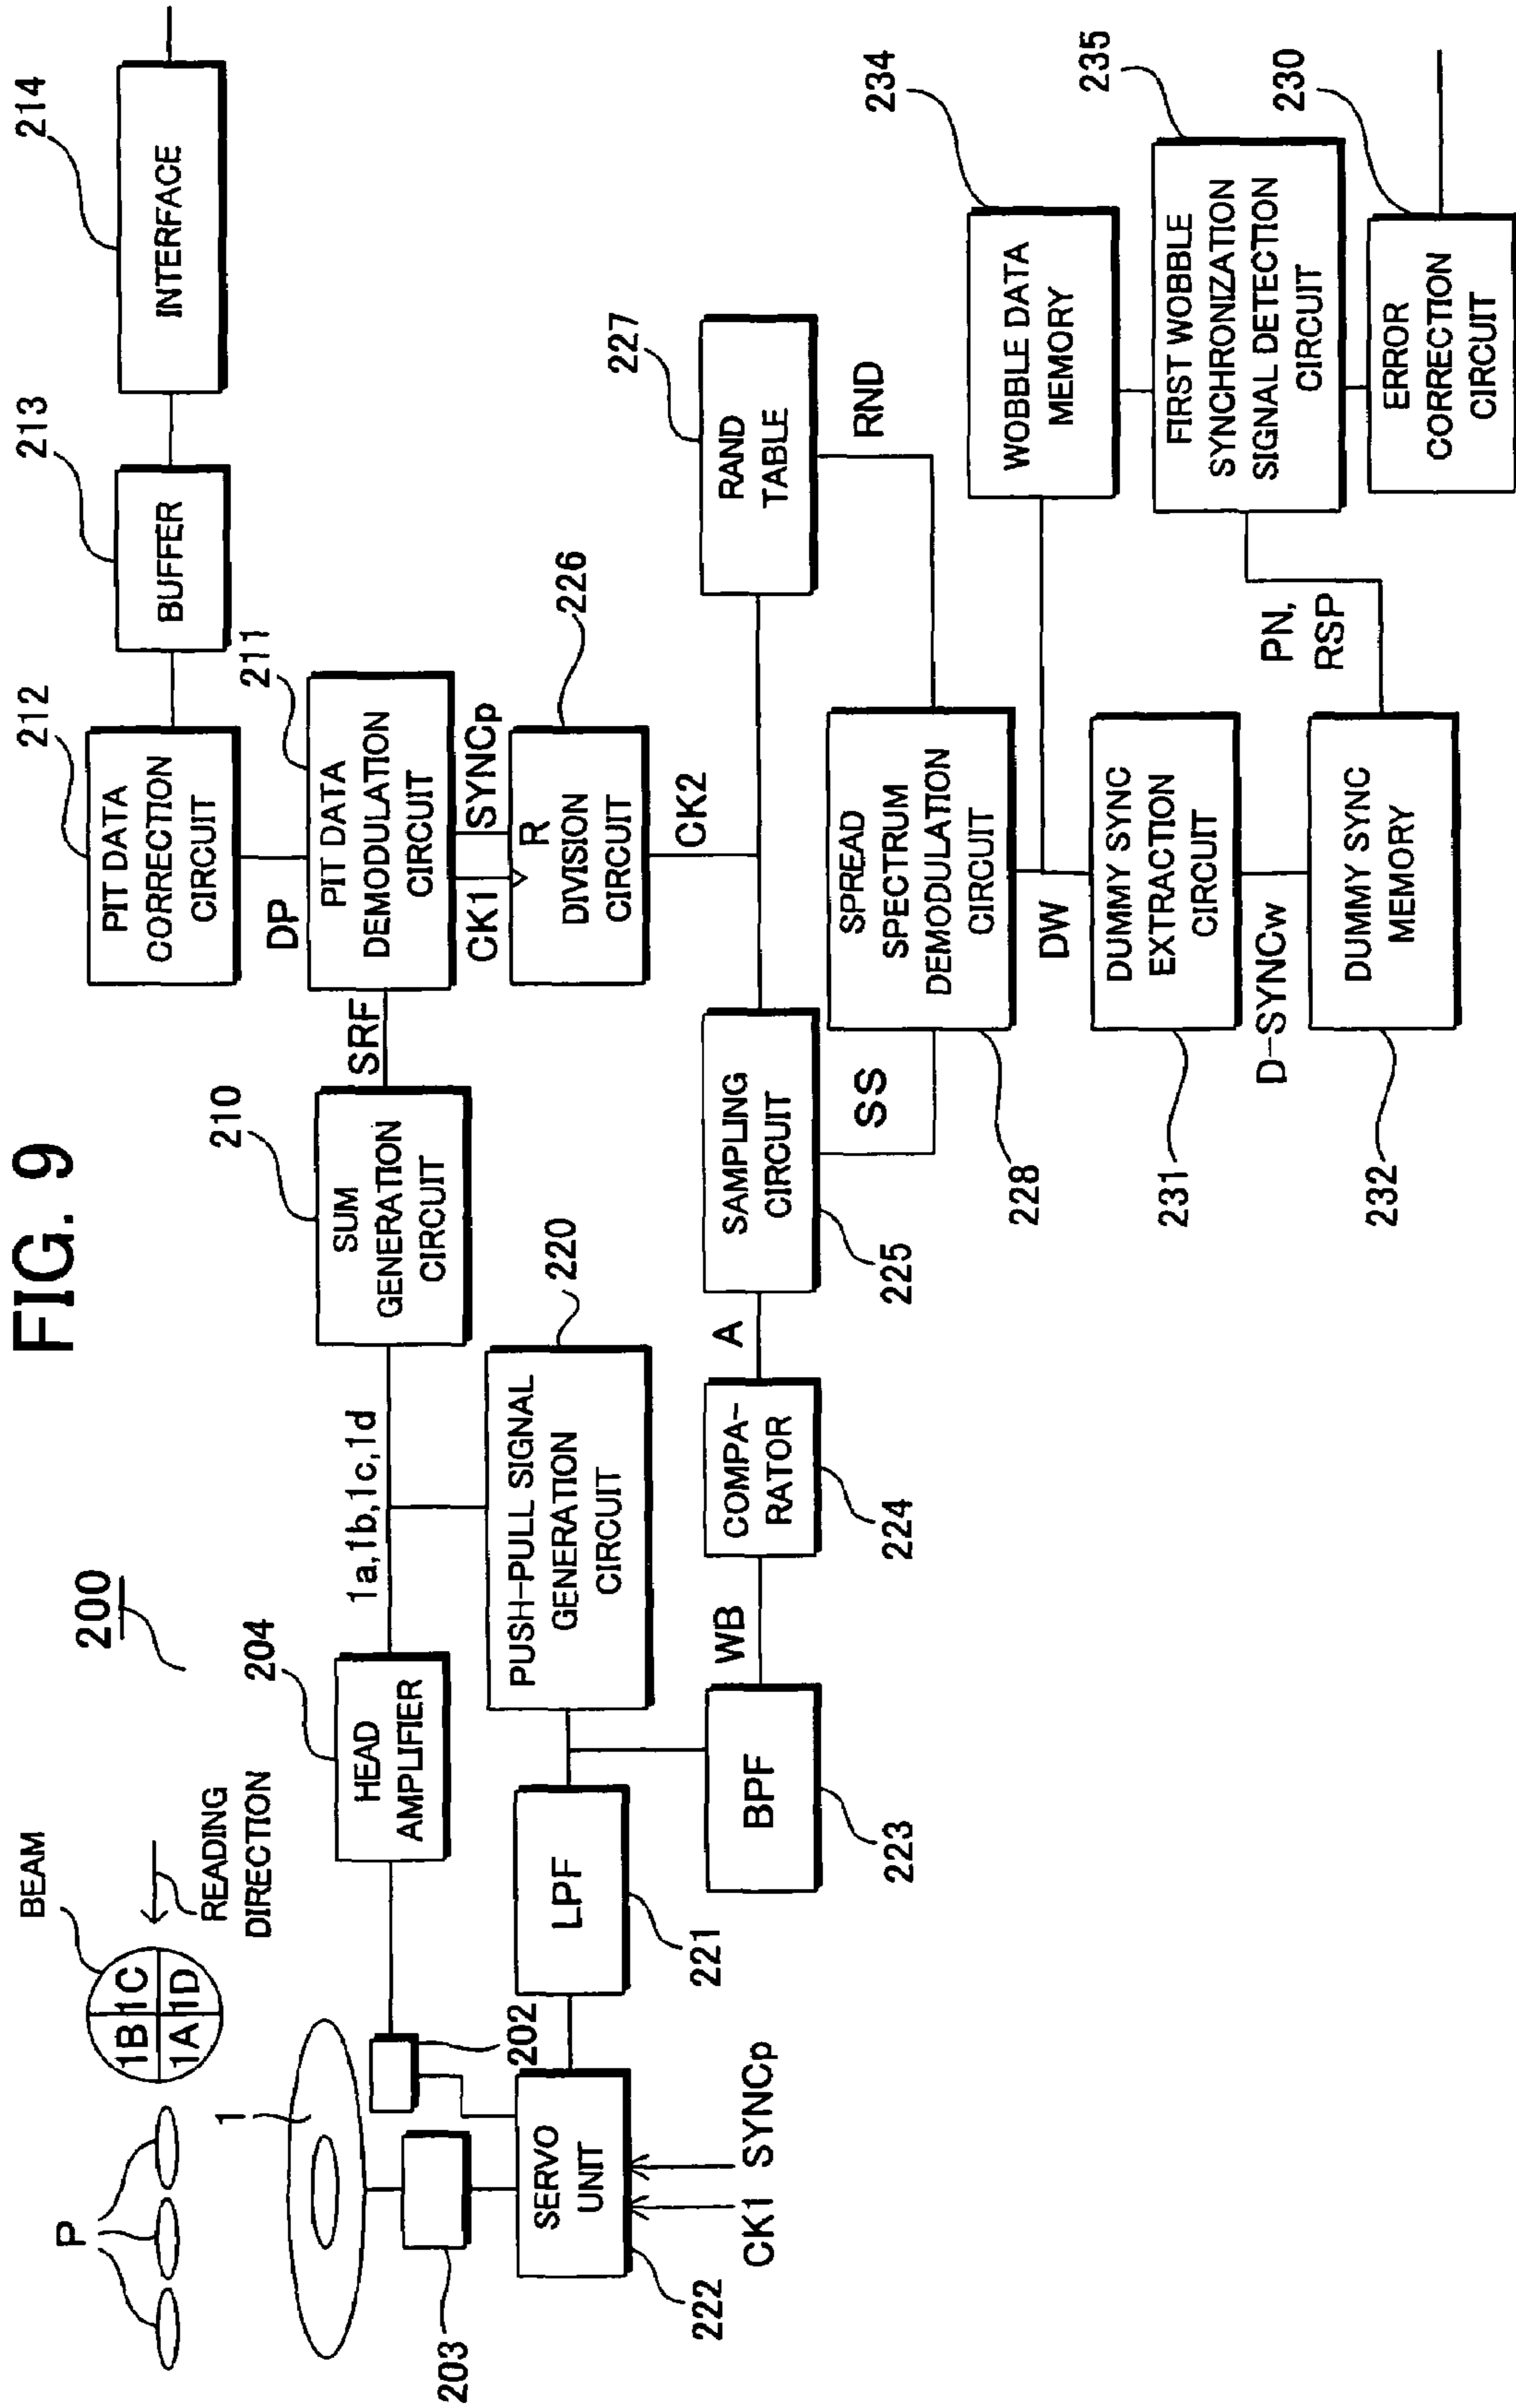 FIG. 9
200
P
BEAM
1B
1C
1A
1D
READING
DIRECTION
1
202
203
SERVO
UNIT
222
CK1
SYNCp
LPF
221
HEAD
AMPLIFIER
204
1a,1b,1c,1d
PUSH-PULL SIGNAL
GENERATION
CIRCUIT
220
BPF
223
WB
COMPA-
RATOR
224
A
SUM
GENERATION
CIRCUIT
210
SRF
PIT DATA
DEMODULATION
CIRCUIT
211
DP
PIT DATA
CORRECTION
CIRCUIT
212
BUFFER
213
INTERFACE
214
CK1
SYNCp
R
DIVISION
CIRCUIT
226
CK2
SAMPLING
CIRCUIT
225
SS
RAND
TABLE
227
RND
SPREAD
SPECTRUM
DEMODULATION
CIRCUIT
228
DW
DUMMY SYNC
EXTRACTION
CIRCUIT
231
D-SYNCw
DUMMY SYNC
MEMORY
232
PN,
RSP
WOBBLE DATA
MEMORY
234
FIRST WOBBLE
SYNCHRONIZATION
SIGNAL DETECTION
CIRCUIT
235
ERROR
CORRECTION
CIRCUIT
230